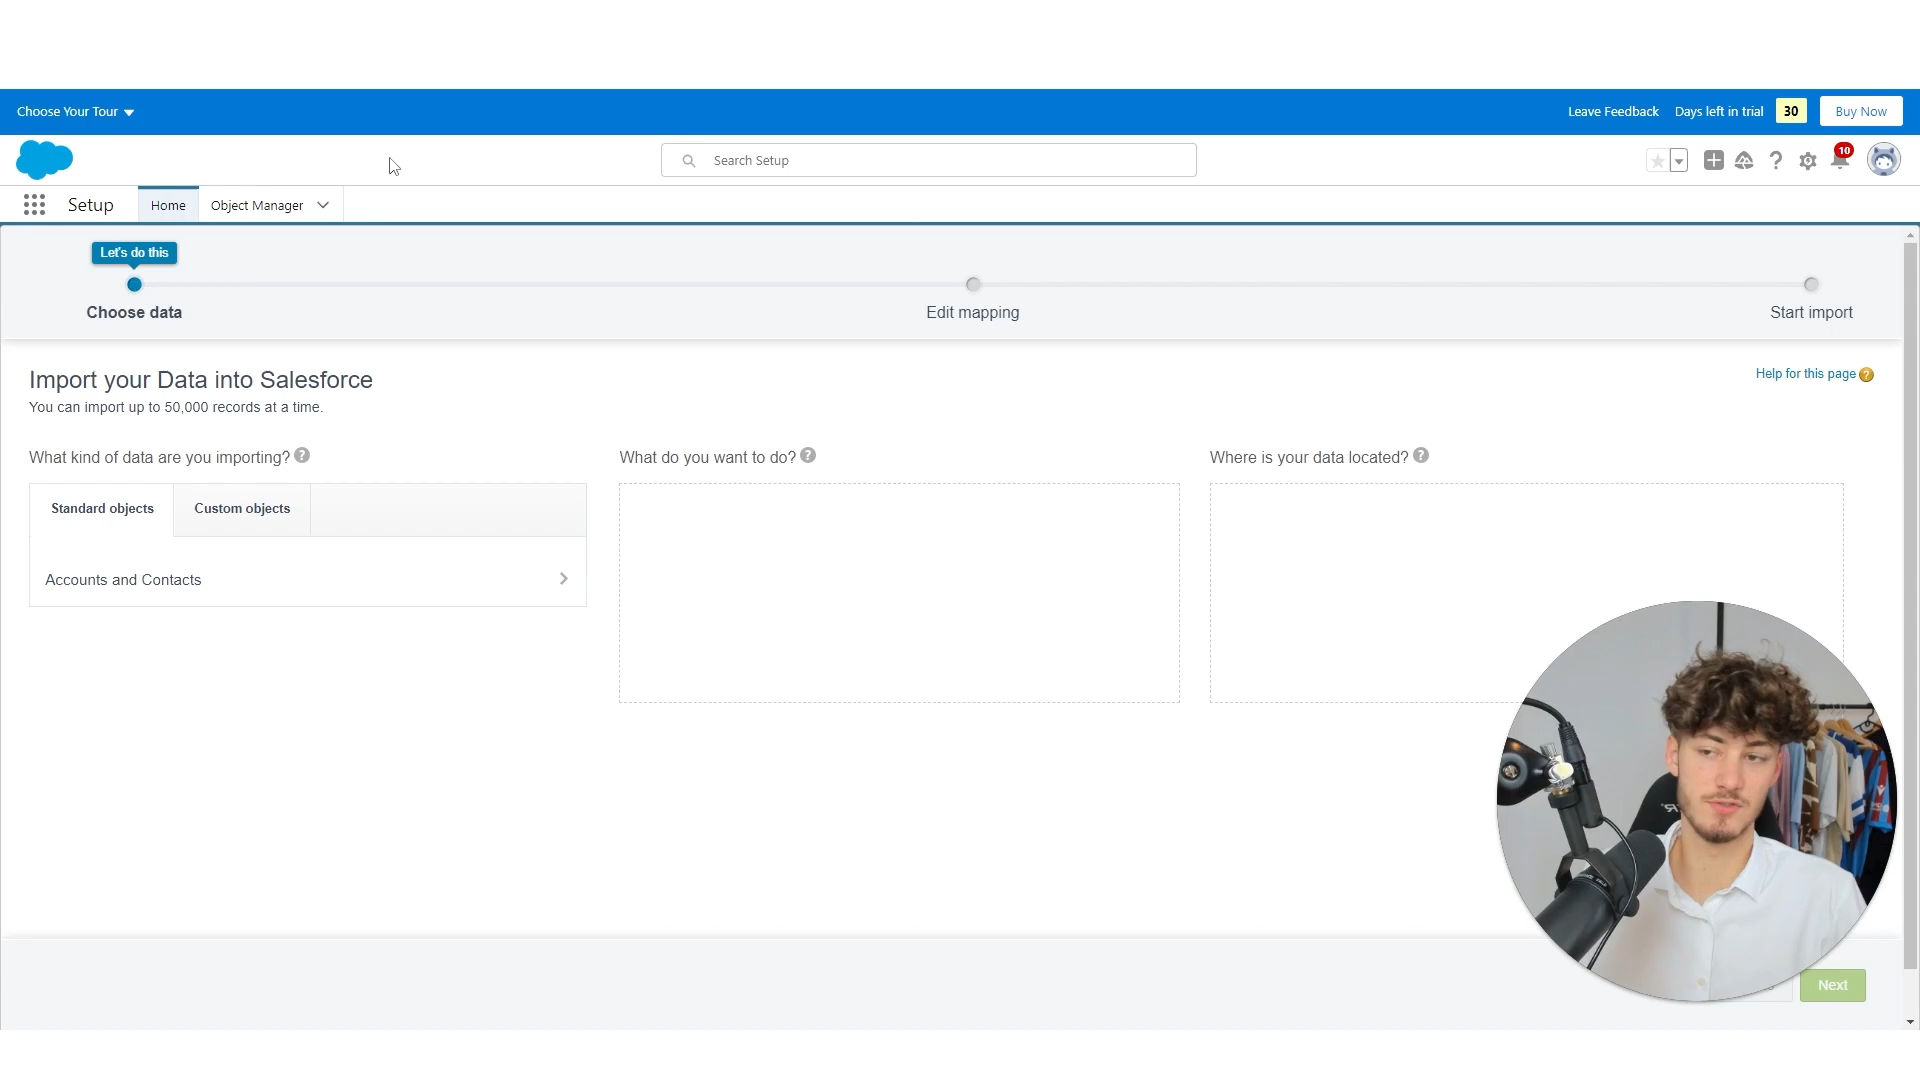 Choose Your Tour
Leave Feedback
Days left in trial
30
Buy Now
Search Setup
10
Setup
Home
Object Manager
Let's do this
Choose data
Edit mapping
Start import
Import your Data into Salesforce
You can import up to 50,000 records at a time.
Help for this page
What kind of data are you importing?
What do you want to do?
Where is your data located?
Standard objects
Custom objects
Accounts and Contacts
Next